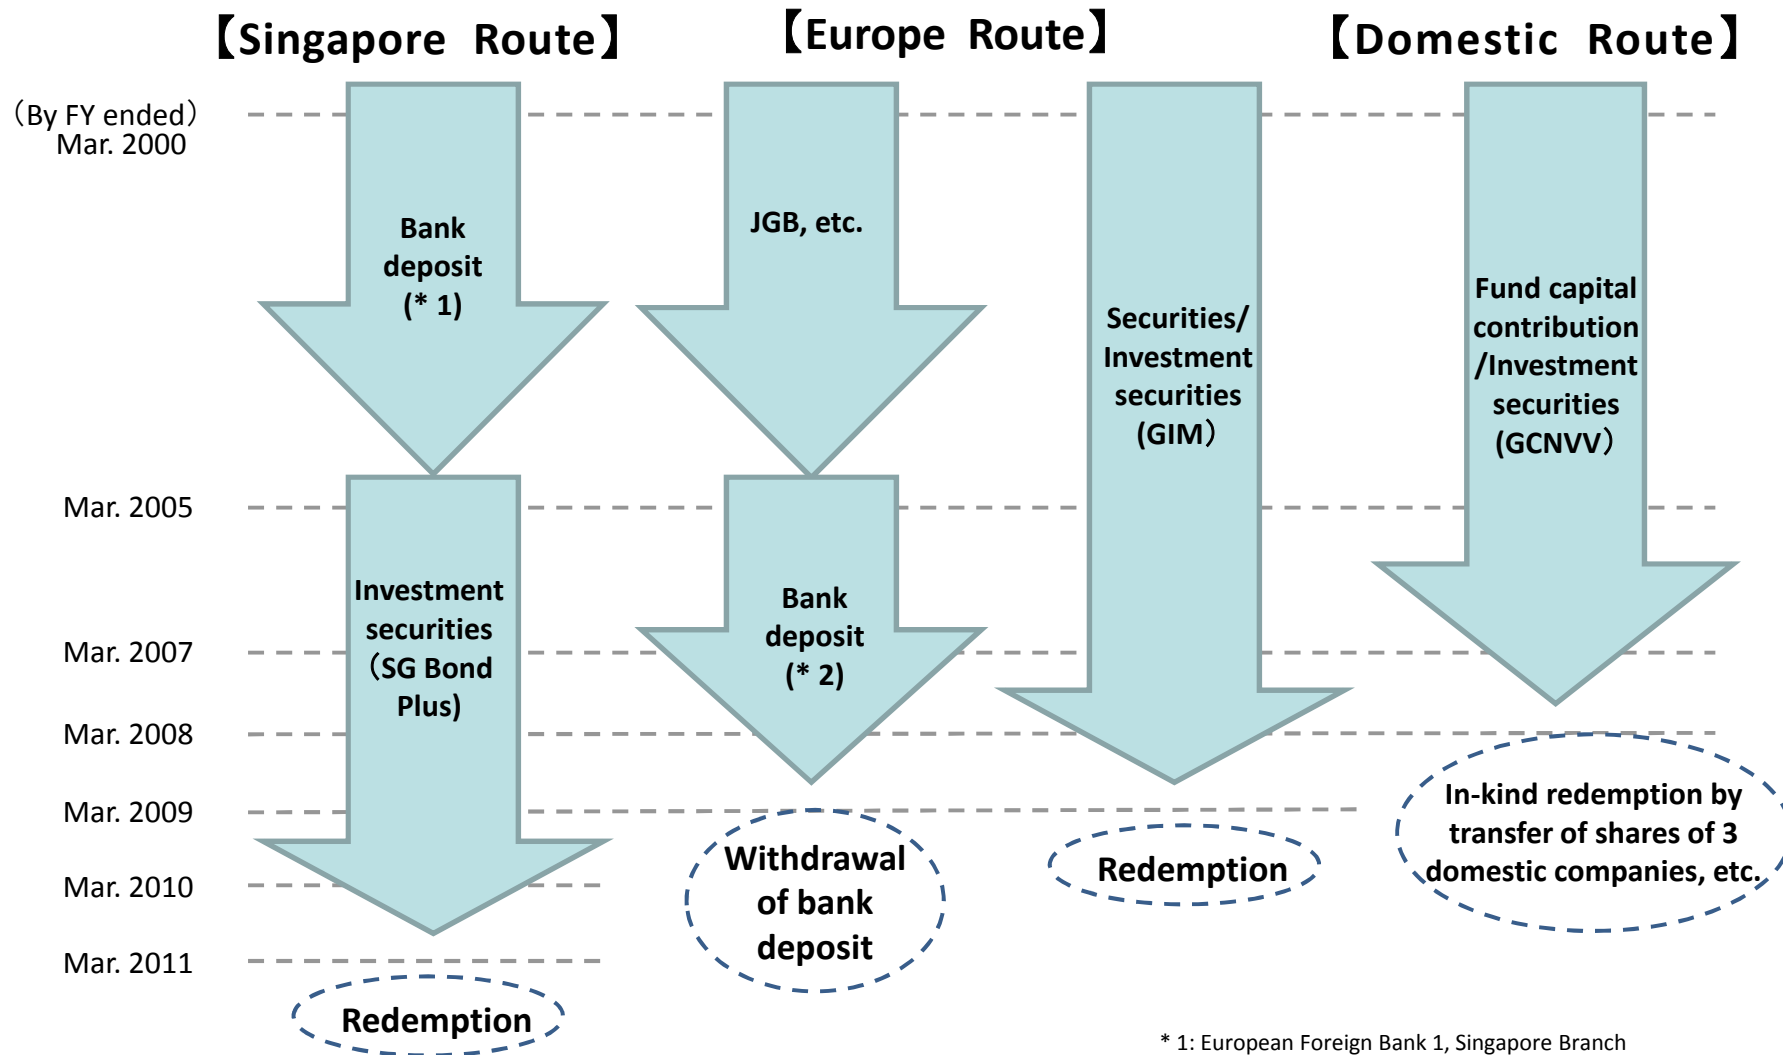 【Singapore Route】
【Europe Route】
【Domestic Route】
（By FY ended）
Mar. 2000
Bank
deposit
(* 1)
JGB, etc.
Securities/
Investment
securities
(GIM）
Fund capital
contribution
/Investment
securities
(GCNVV）
Mar. 2005
Investment
securities
（SG Bond
Plus)
Bank
deposit
(* 2)
Mar. 2007
Mar. 2008
Mar. 2009
Mar. 2010
Mar. 2011
Withdrawal
of bank
deposit
Redemption
In-kind redemption by
transfer of shares of 3
domestic companies, etc.
Redemption
* 1: European Foreign Bank 1, Singapore Branch